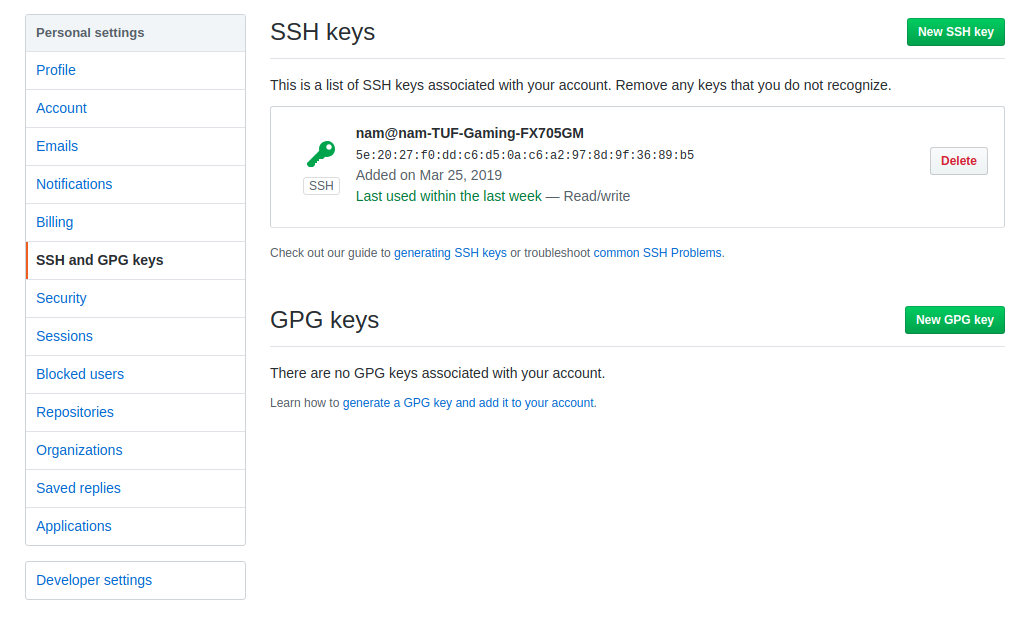 Personal settings
Profile
Account
Emails
Notifications
Billing
SSH and GPG keys
Security
Sessions
Blocked users
Repositories
Organizations
Saved replies
Applications
Developer settings
SSH keys
New SSH key
This is a list of SSH keys associated with your account. Remove any keys that you do not recognize.
SSH
nam@nam-TUF-Gaming-FX705GM
5e:20:27:f0:dd:c6:d5:0a:c6:a2:97:8d:9f:36:89:b5
Added on Mar 25, 2019
Last used within the last week — Read/write
Delete
Check out our guide to generating SSH keys or troubleshoot common SSH Problems.
GPG keys
New GPG key
There are no GPG keys associated with your account.
Learn how to generate a GPG key and add it to your account.